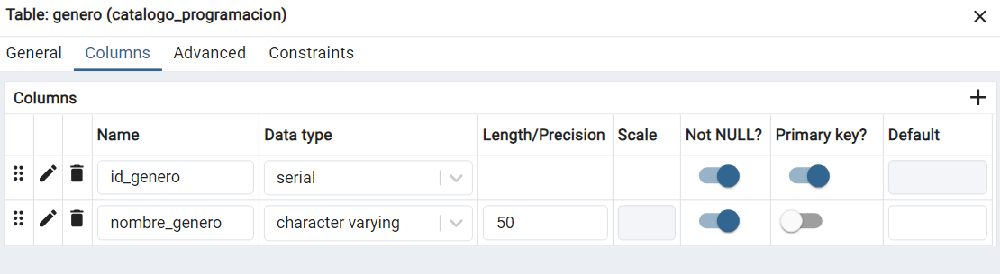 Table: genero (catalogo_programacion)
General Columns Advanced Constraints
Columns
Name Data type Length/Precision Scale Not NULL? Primary key? Default
id_genero serial
nombre_genero character varying 50